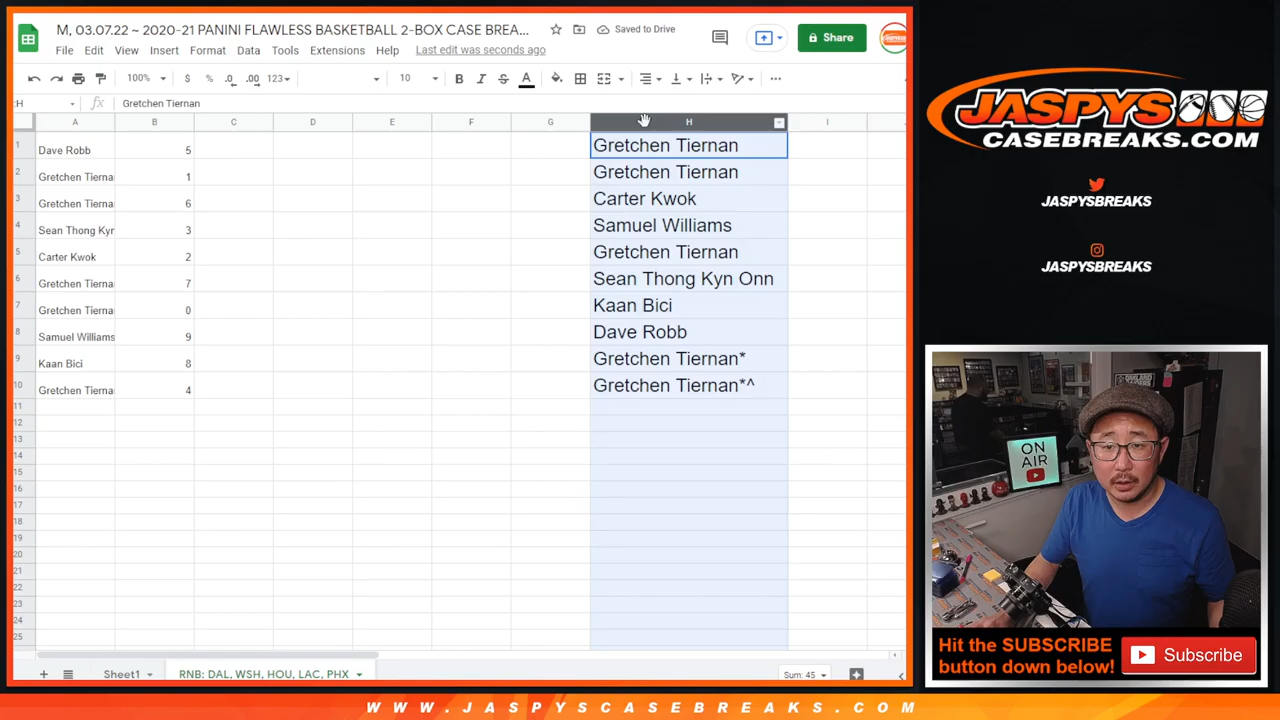 M, 03.07.22 ~ 2020-21 PANINI FLAWLESS BASKETBALL 2-BOX CASE BREA...
Saved to Drive
Share
File Edit View Insert Format Data Tools Extensions Help Last edit was seconds ago
100% $ % .0 .00 123 10 B I S A
:H fx Gretchen Tiernan
A B C D E F G H I
1 Dave Robb 5 Gretchen Tiernan
2 Gretchen Tierna 1 Gretchen Tiernan
3 Gretchen Tierna 6 Carter Kwok
4 Sean Thong Kyr 3 Samuel Williams
5 Carter Kwok 2 Gretchen Tiernan
6 Gretchen Tierna 7 Sean Thong Kyn Onn
7 Gretchen Tierna 0 Kaan Bici
8 Samuel Williams 9 Dave Robb
9 Kaan Bici 8 Gretchen Tiernan*
10 Gretchen Tierna 4 Gretchen Tiernan*^
11
12
13
14
15
16
17
18
19
20
21
22
23
24
25
Sheet1 RNB: DAL, WSH, HOU, LAC, PHX Sum: 45
JASPYS
CASEBREAKS.COM
JASPYSBREAKS
JASPYSBREAKS
ON
AIR
Hit the SUBSCRIBE
button down below!
Subscribe
WWW.JASPYSCASEBREAKS.COM